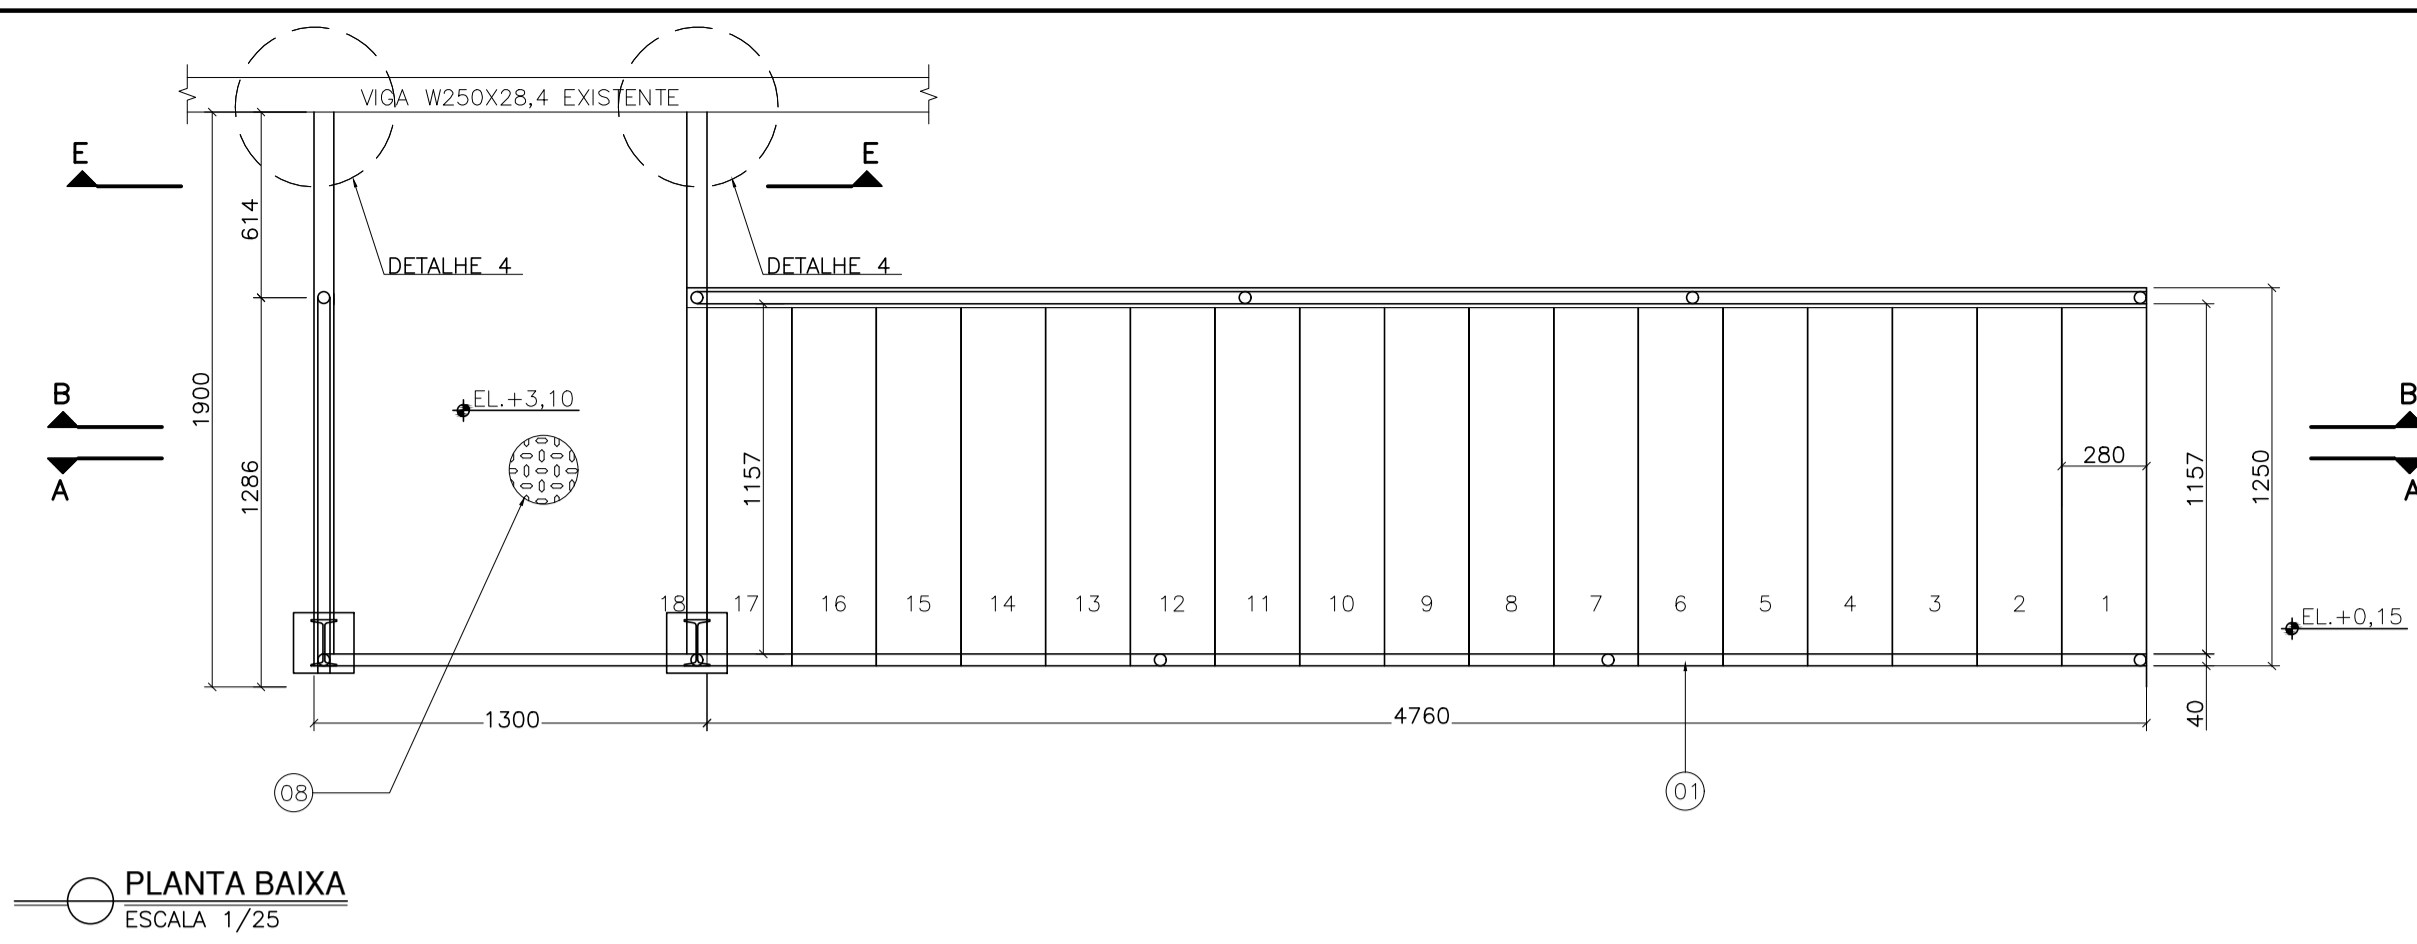 VIGA W250X28,4 EXISTENTE
E
E
614
DETALHE 4
DETALHE 4
1900
1286
B
A
EL.+3,10
1157
280
1157
1250
B
A
18
17
16
15
14
13
12
11
10
9
8
7
6
5
4
3
2
1
EL.+0,15
1300
4760
40
08
01
PLANTA BAIXA
ESCALA 1/25